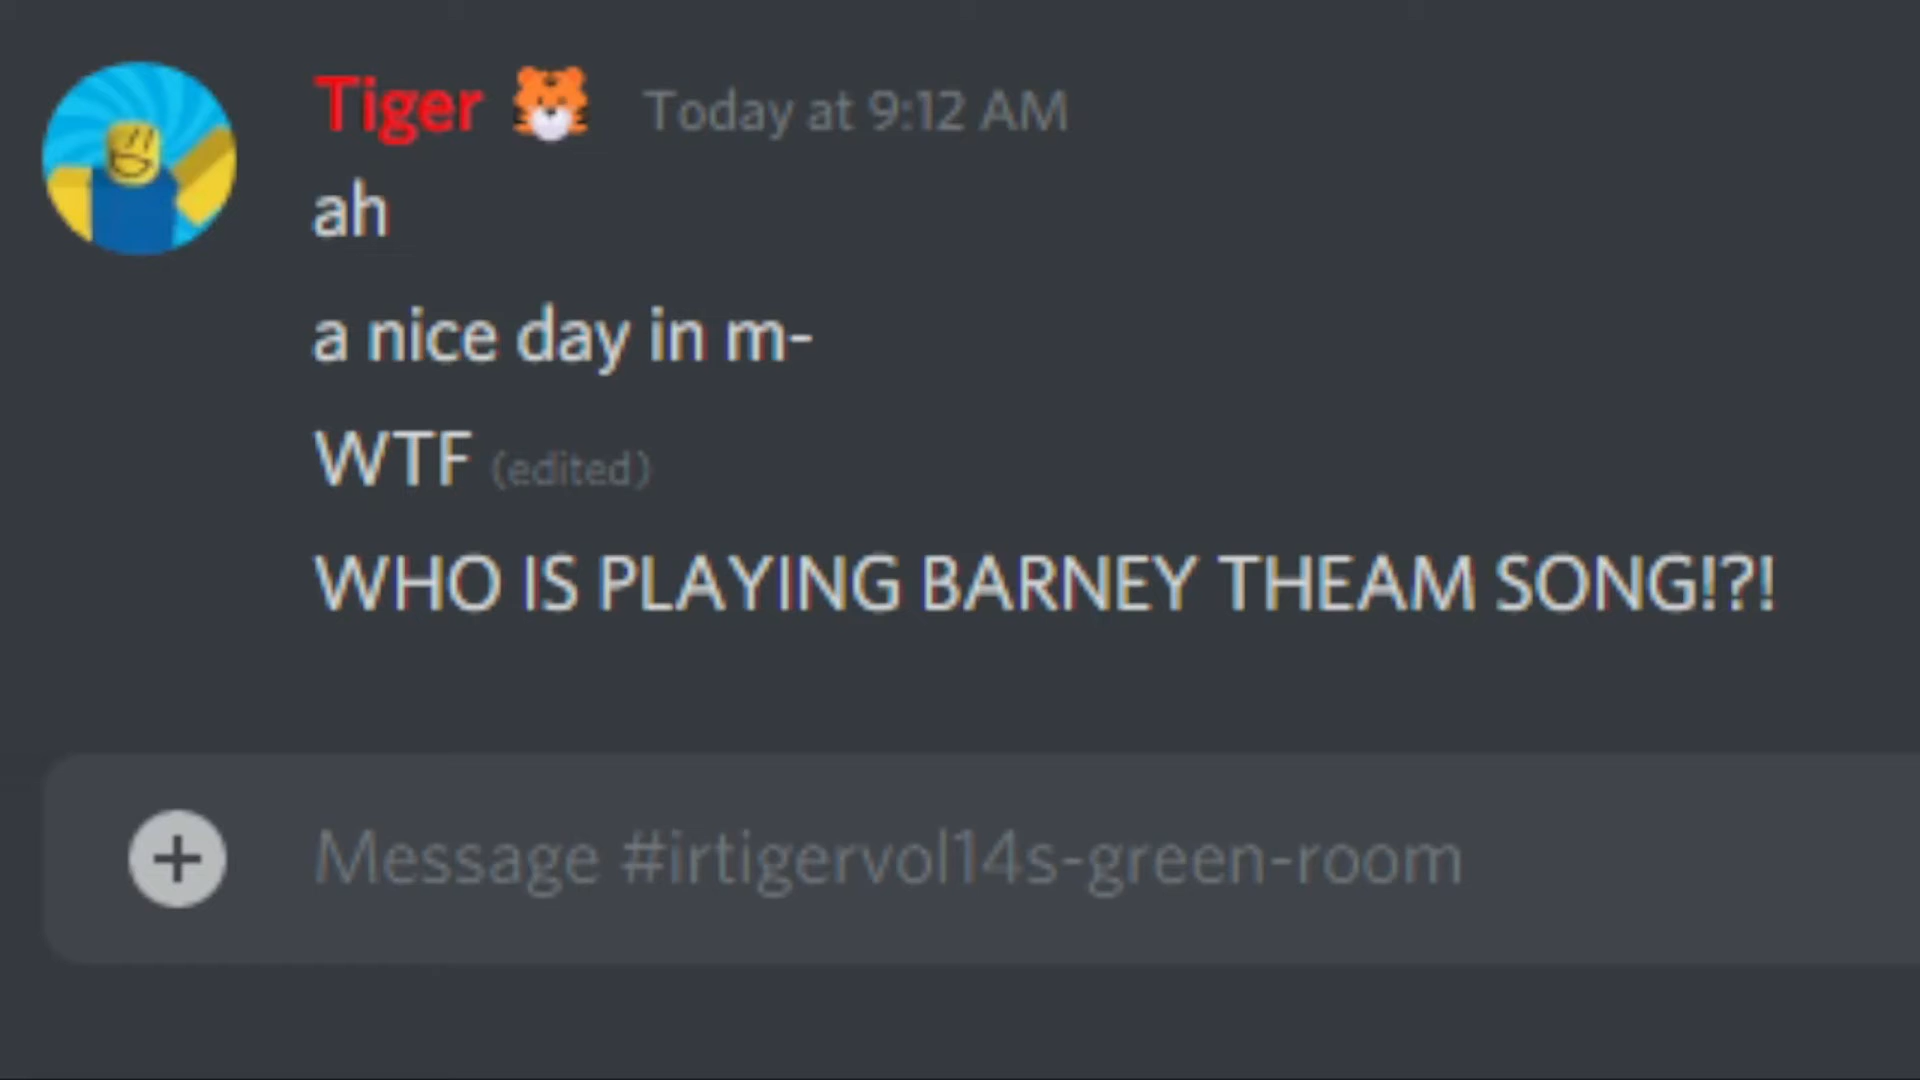 Tiger 🐯 Today at 9:12 AM
ah
a nice day in m-
WTF (edited)
WHO IS PLAYING BARNEY THEAM SONG!?!
Message #irtigervol14s-green-room